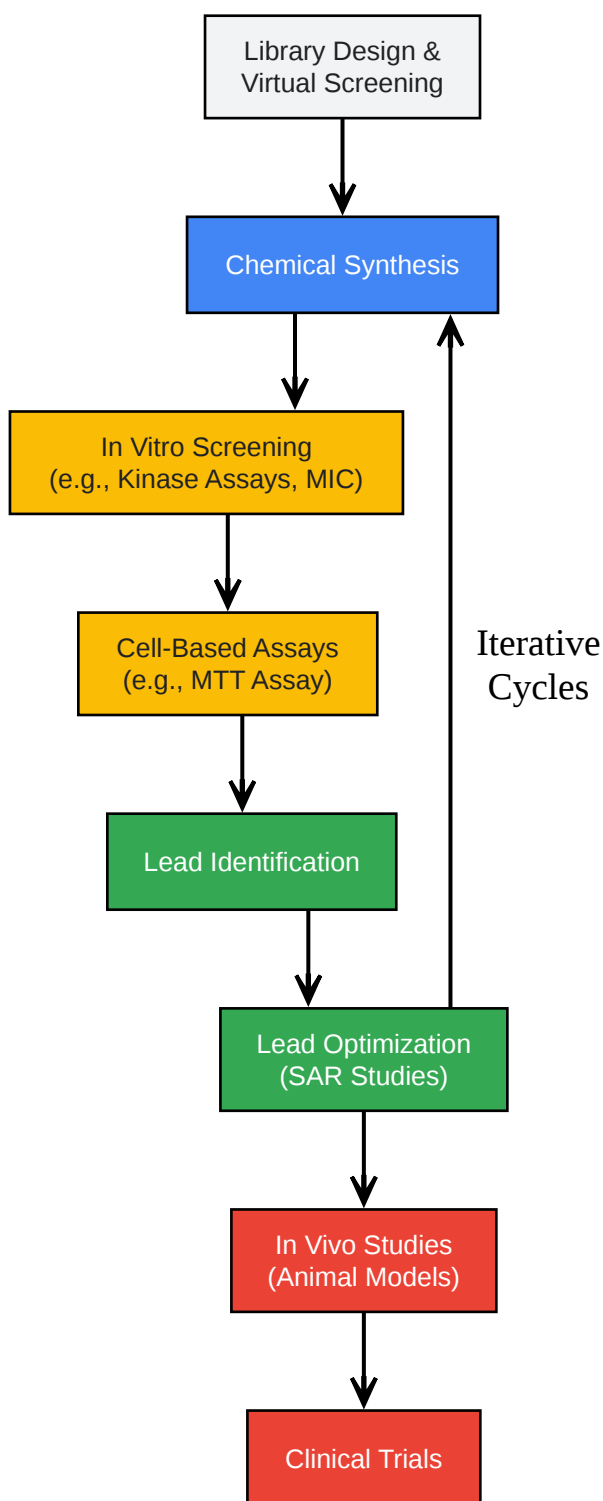 Library Design &
Virtual Screening
Chemical Synthesis
In Vitro Screening
(e.g., Kinase Assays, MIC)
Cell-Based Assays
(e.g., MTT Assay)
Iterative
Cycles
Lead Identification
Lead Optimization
(SAR Studies)
In Vivo Studies
(Animal Models)
Clinical Trials